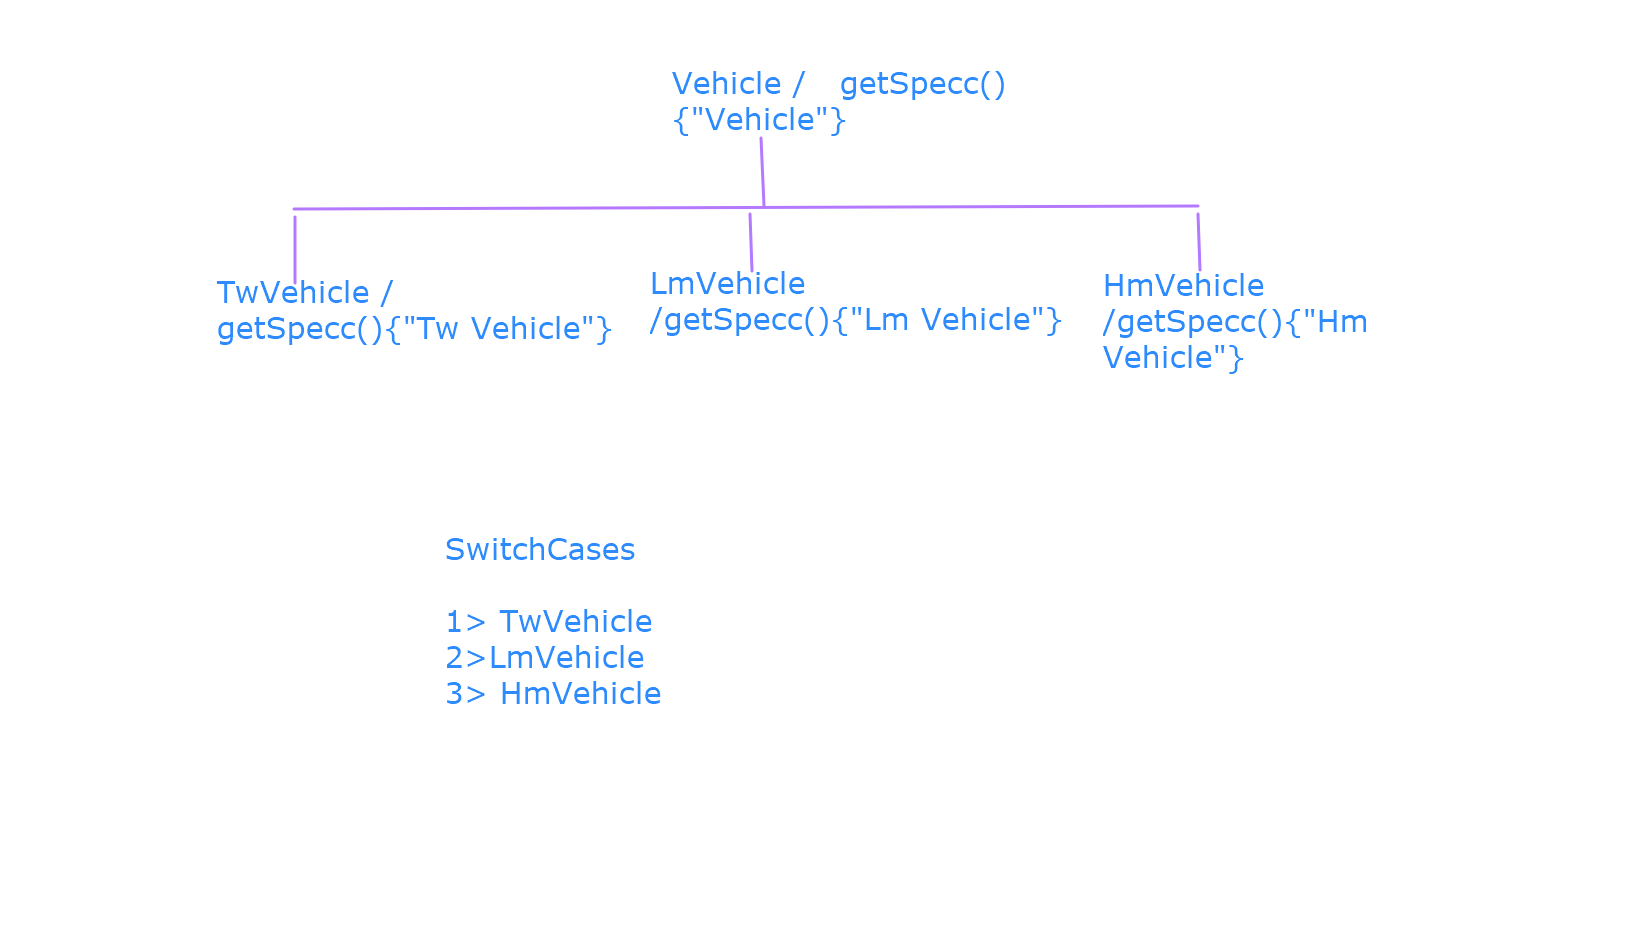 Vehicle /   getSpecc()
{"Vehicle"}
TwVehicle /
getSpecc(){"Tw Vehicle"}
LmVehicle
/getSpecc(){"Lm Vehicle"}
HmVehicle
/getSpecc(){"Hm
Vehicle"}
SwitchCases
1> TwVehicle
2>LmVehicle
3> HmVehicle